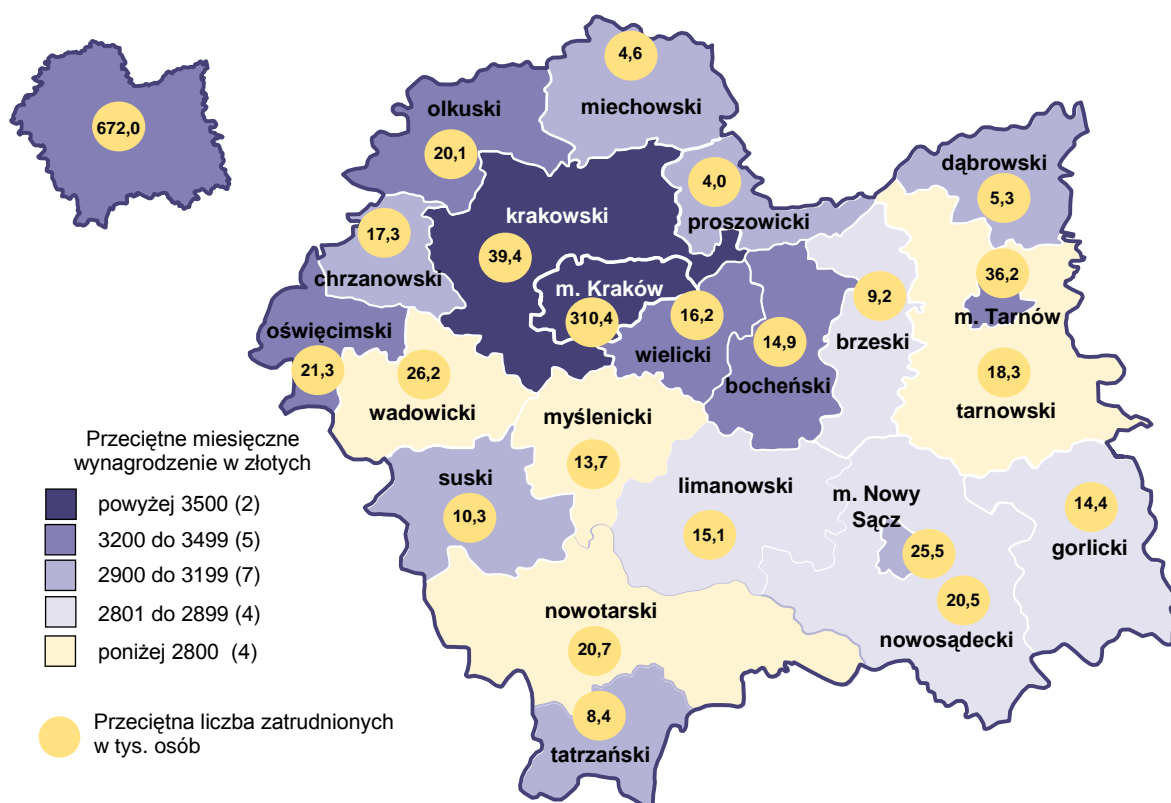 672,0
4,6
miechowski
olkuski
20,1
dąbrowski
5,3
4,0
proszowicki
krakowski
39,4
17,3
chrzanowski
m. Kraków
310,4
36,2
m. Tarnów
9,2
brzeski
16,2
wielicki
14,9
bocheński
oświęcimski
21,3
26,2
wadowicki
18,3
tarnowski
myślenicki
13,7
Przeciętne miesięczne
wynagrodzenie w złotych
powyżej 3500 (2)
3200 do 3499 (5)
2900 do 3199 (7)
2801 do 2899 (4)
poniżej 2800 (4)
suski
10,3
limanowski
15,1
m. Nowy
Sącz
25,5
14,4
gorlicki
20,5
nowosądecki
nowotarski
20,7
8,4
tatrzański
Przeciętna liczba zatrudnionych
w tys. osób